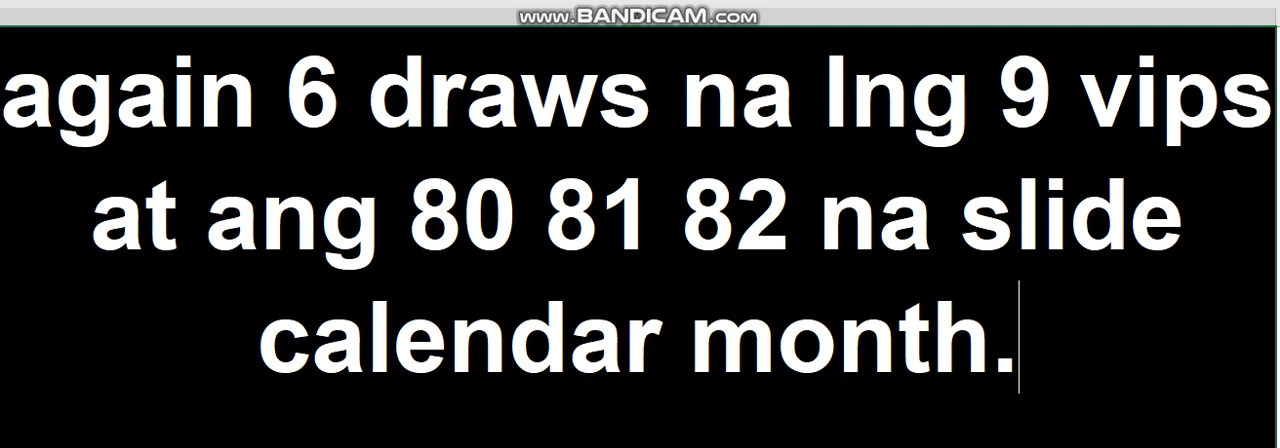 www.BANDICAM.com
again 6 draws na lng 9 vips
at ang 80 81 82 na slide
calendar month.